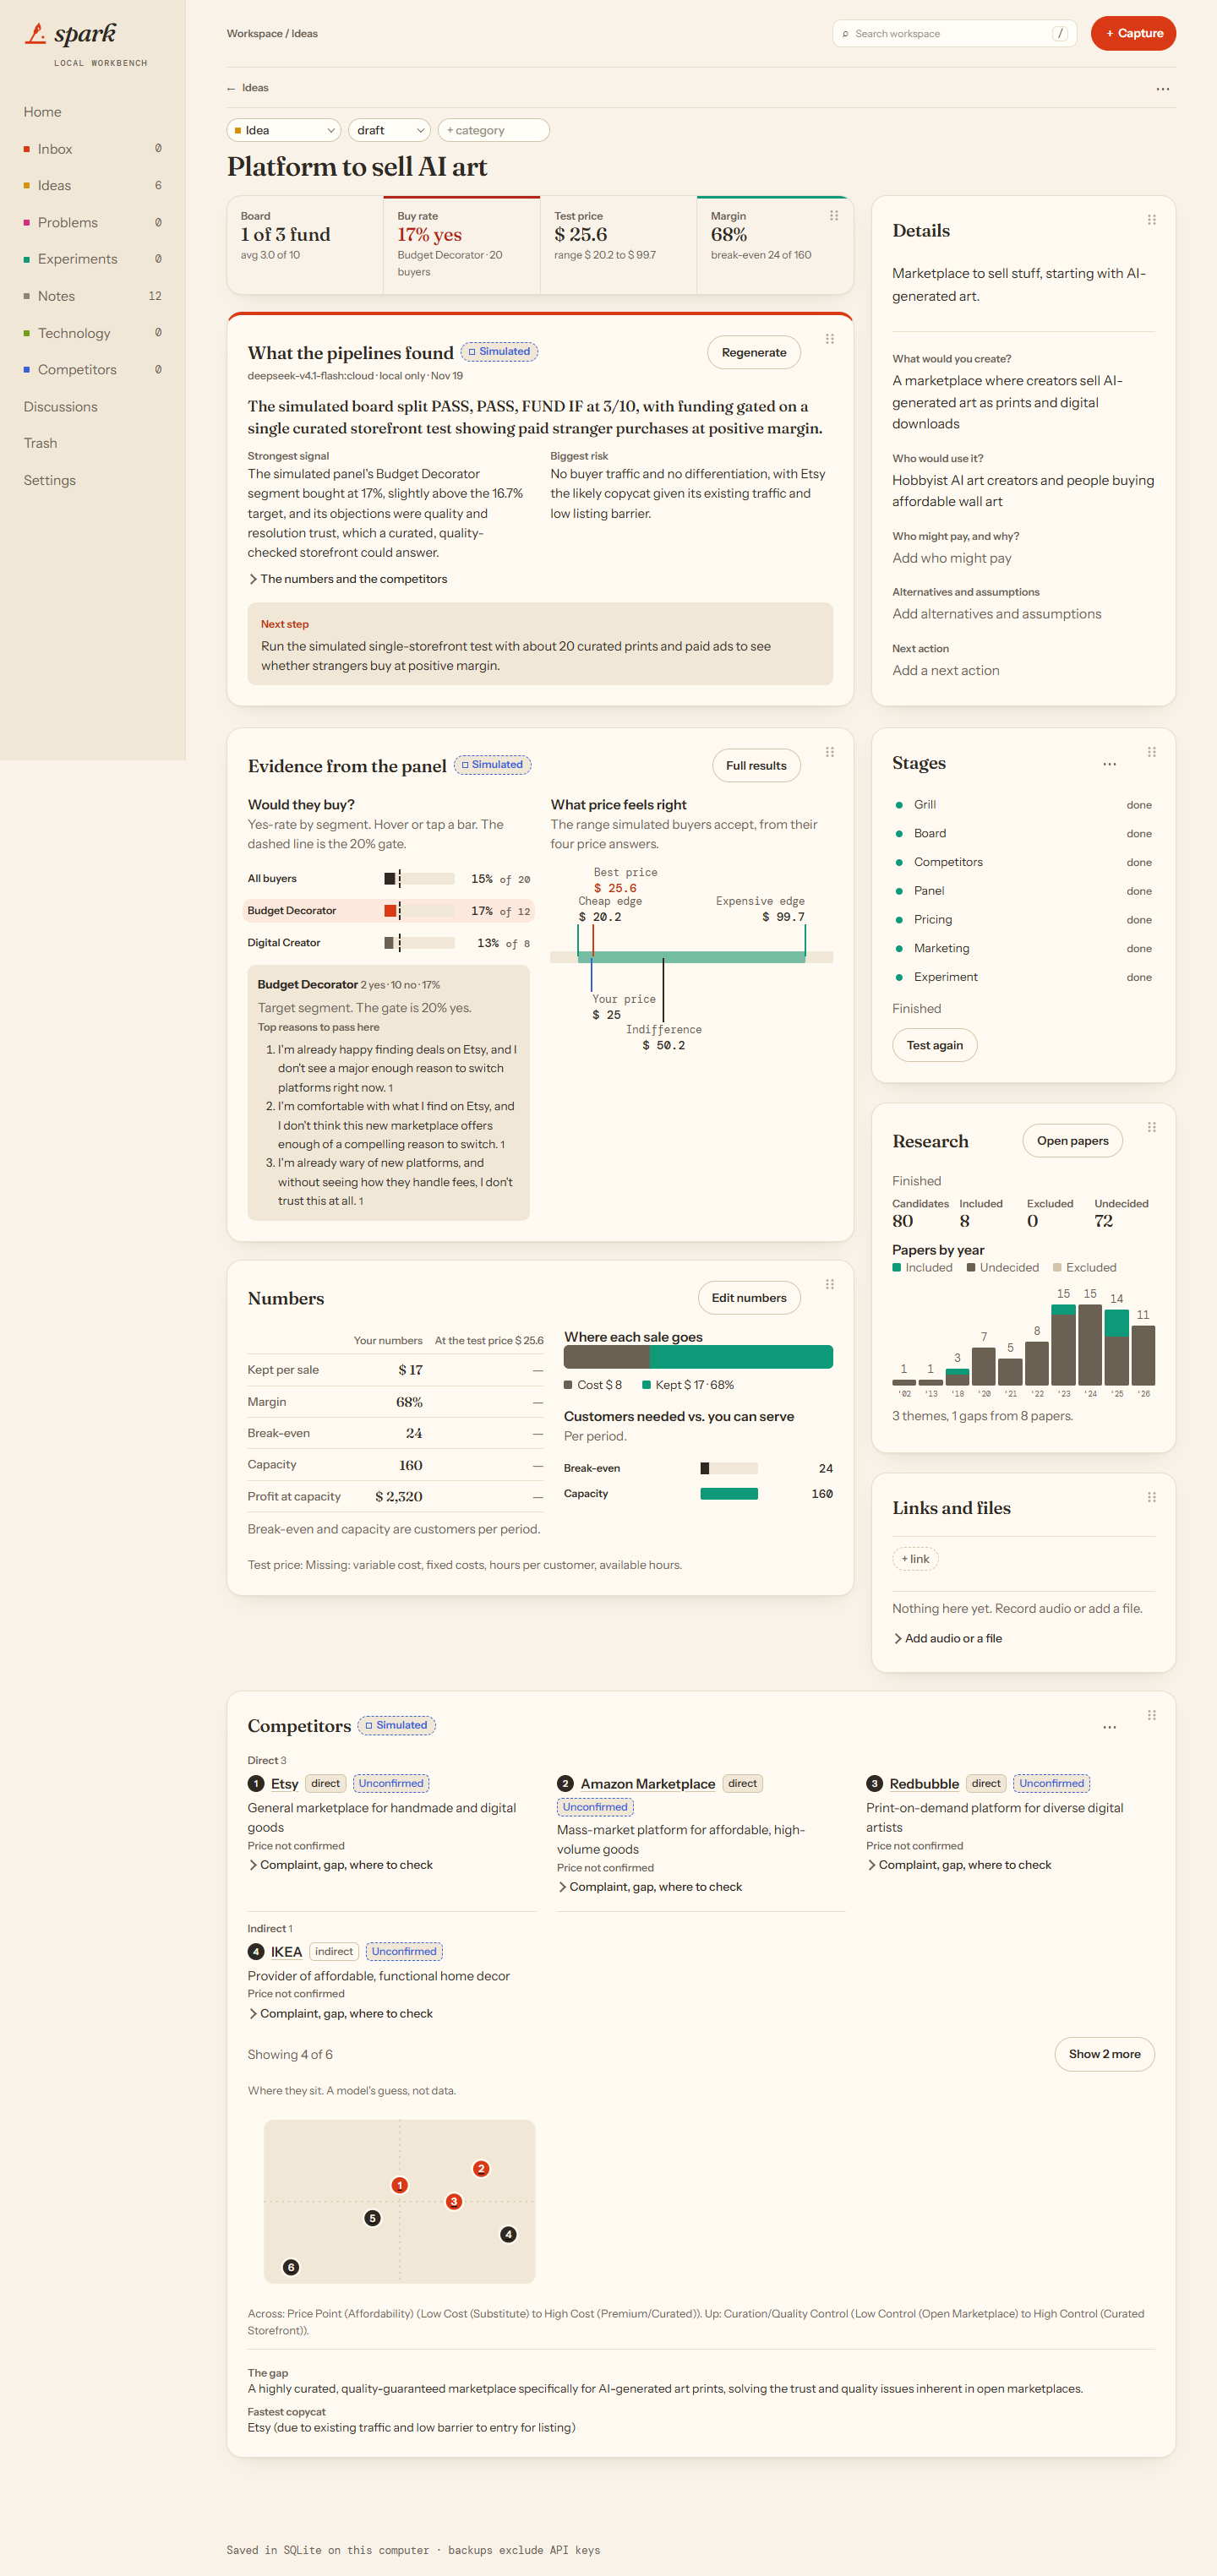 spark
LOCAL WORKBENCH
Home
Inbox 0
Ideas 6
Problems 0
Experiments 0
Notes 12
Technology 0
Competitors 0
Discussions
Trash
Settings
Workspace / Ideas
Search workspace /
+ Capture
← Ideas
...
Idea
draft
+ category
Platform to sell AI art
Board
1 of 3 fund
avg 3.0 of 10
Buy rate
17% yes
Budget Decorator · 20
buyers
Test price
$ 25.6
range $ 20.2 to $ 99.7
Margin
68%
break-even 24 of 160
What the pipelines found
Simulated
Regenerate
deepseek-v4.1-flash:cloud · local only · Nov 19
The simulated board split PASS, PASS, FUND IF at 3/10, with funding gated on a
single curated storefront test showing paid stranger purchases at positive margin.
Strongest signal
The simulated panel's Budget Decorator
segment bought at 17%, slightly above the 16.7%
target, and its objections were quality and
resolution trust, which a curated, quality-
checked storefront could answer.
Biggest risk
No buyer traffic and no differentiation, with Etsy
the likely copycat given its existing traffic and
low listing barrier.
The numbers and the competitors
Next step
Run the simulated single-storefront test with about 20 curated prints and paid ads to see
whether strangers buy at positive margin.
Details
Marketplace to sell stuff, starting with AI-
generated art.
What would you create?
A marketplace where creators sell AI-
generated art as prints and digital
downloads
Who would use it?
Hobbyist AI art creators and people buying
affordable wall art
Who might pay, and why?
Add who might pay
Alternatives and assumptions
Add alternatives and assumptions
Next action
Add a next action
Evidence from the panel
Simulated
Full results
Would they buy?
Yes-rate by segment. Hover or tap a bar. The
dashed line is the 20% gate.
All buyers 15% of 20
Budget Decorator 17% of 12
Digital Creator 13% of 8
Budget Decorator 2 yes · 10 no · 17%
Target segment. The gate is 20% yes.
Top reasons to pass here
1. I'm already happy finding deals on Etsy, and I
don't see a major enough reason to switch
platforms right now. 1
2. I'm comfortable with what I find on Etsy, and
I don't think this new marketplace offers
enough of a compelling reason to switch. 1
3. I'm already wary of new platforms, and
without seeing how they handle fees, I don't
trust this at all. 1
What price feels right
The range simulated buyers accept, from their
four price answers.
Best price
$ 25.6
Cheap edge
$ 20.2
Expensive edge
$ 99.7
Your price
$ 25
Indifference
$ 50.2
Stages
...
Grill done
Board done
Competitors done
Panel done
Pricing done
Marketing done
Experiment done
Finished
Test again
Research
Open papers
Finished
Candidates Included Excluded Undecided
80 8 0 72
Papers by year
Included Undecided Excluded
1 1 3 7 5 8 15 15 14 11
'02 '13 '18 '20 '21 '22 '23 '24 '25 '26
3 themes, 1 gaps from 8 papers.
Numbers
Edit numbers
Your numbers At the test price $ 25.6
Kept per sale $ 17 —
Margin 68% —
Break-even 24 —
Capacity 160 —
Profit at capacity $ 2,320 —
Break-even and capacity are customers per period.
Test price: Missing: variable cost, fixed costs, hours per customer, available hours.
Where each sale goes
Cost $ 8 Kept $ 17 · 68%
Customers needed vs. you can serve
Per period.
Break-even 24
Capacity 160
Links and files
+ link
Nothing here yet. Record audio or add a file.
Add audio or a file
Competitors
Simulated
...
Direct 3
1 Etsy direct Unconfirmed
General marketplace for handmade and digital
goods
Price not confirmed
Complaint, gap, where to check
2 Amazon Marketplace direct
Unconfirmed
Mass-market platform for affordable, high-
volume goods
Price not confirmed
Complaint, gap, where to check
3 Redbubble direct Unconfirmed
Print-on-demand platform for diverse digital
artists
Price not confirmed
Complaint, gap, where to check
Indirect 1
4 IKEA indirect Unconfirmed
Provider of affordable, functional home decor
Price not confirmed
Complaint, gap, where to check
Showing 4 of 6
Show 2 more
Where they sit. A model's guess, not data.
2
1
3
5
4
6
Across: Price Point (Affordability) (Low Cost (Substitute) to High Cost (Premium/Curated)). Up: Curation/Quality Control (Low Control (Open Marketplace) to High Control (Curated
Storefront)).
The gap
A highly curated, quality-guaranteed marketplace specifically for AI-generated art prints, solving the trust and quality issues inherent in open marketplaces.
Fastest copycat
Etsy (due to existing traffic and low barrier to entry for listing)
Saved in SQLite on this computer · backups exclude API keys